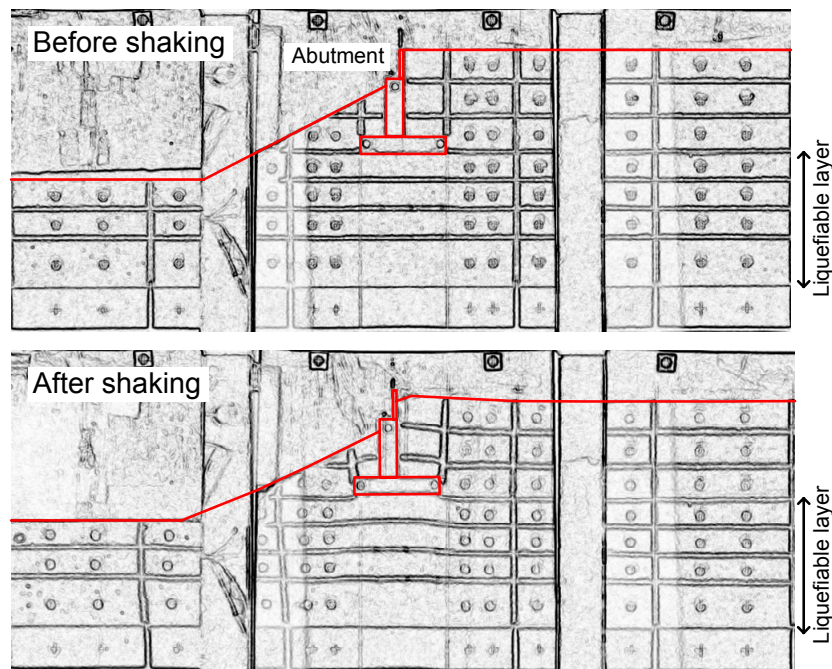 Before shaking
Abutment
Liquefiable layer
After shaking
Liquefiable layer